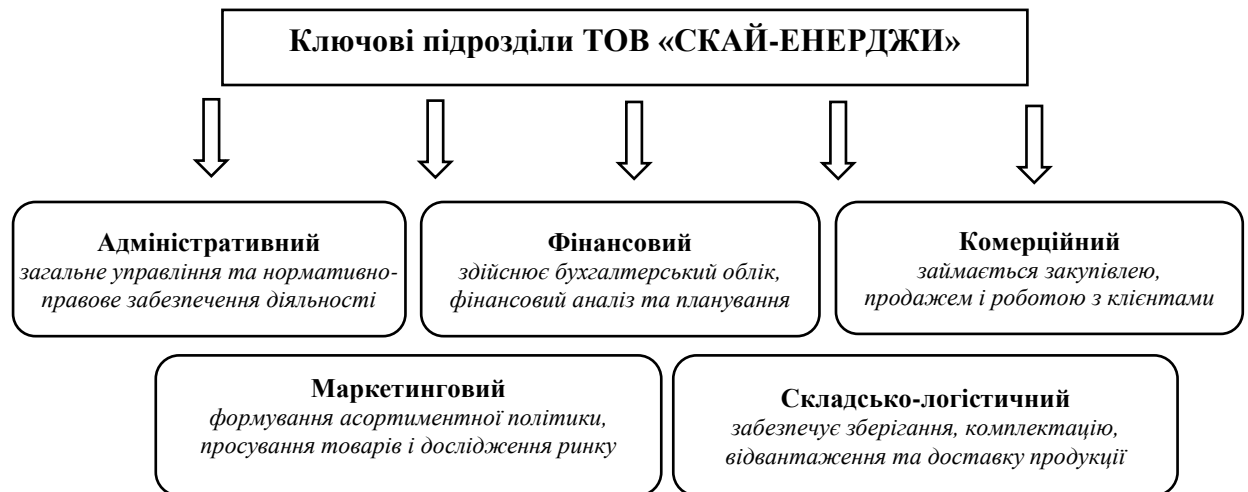 Ключові підрозділи ТОВ «СКАЙ-ЕНЕРДЖИ»
Адміністративний
загальне управління та нормативно-
правове забезпечення діяльності
Фінансовий
здійснює бухгалтерський облік,
фінансовий аналіз та планування
Комерційний
займається закупівлею,
продажем і роботою з клієнтами
Маркетинговий
формування асортиментної політики,
просування товарів і дослідження ринку
Складсько-логістичний
забезпечує зберігання, комплектацію,
відвантаження та доставку продукції